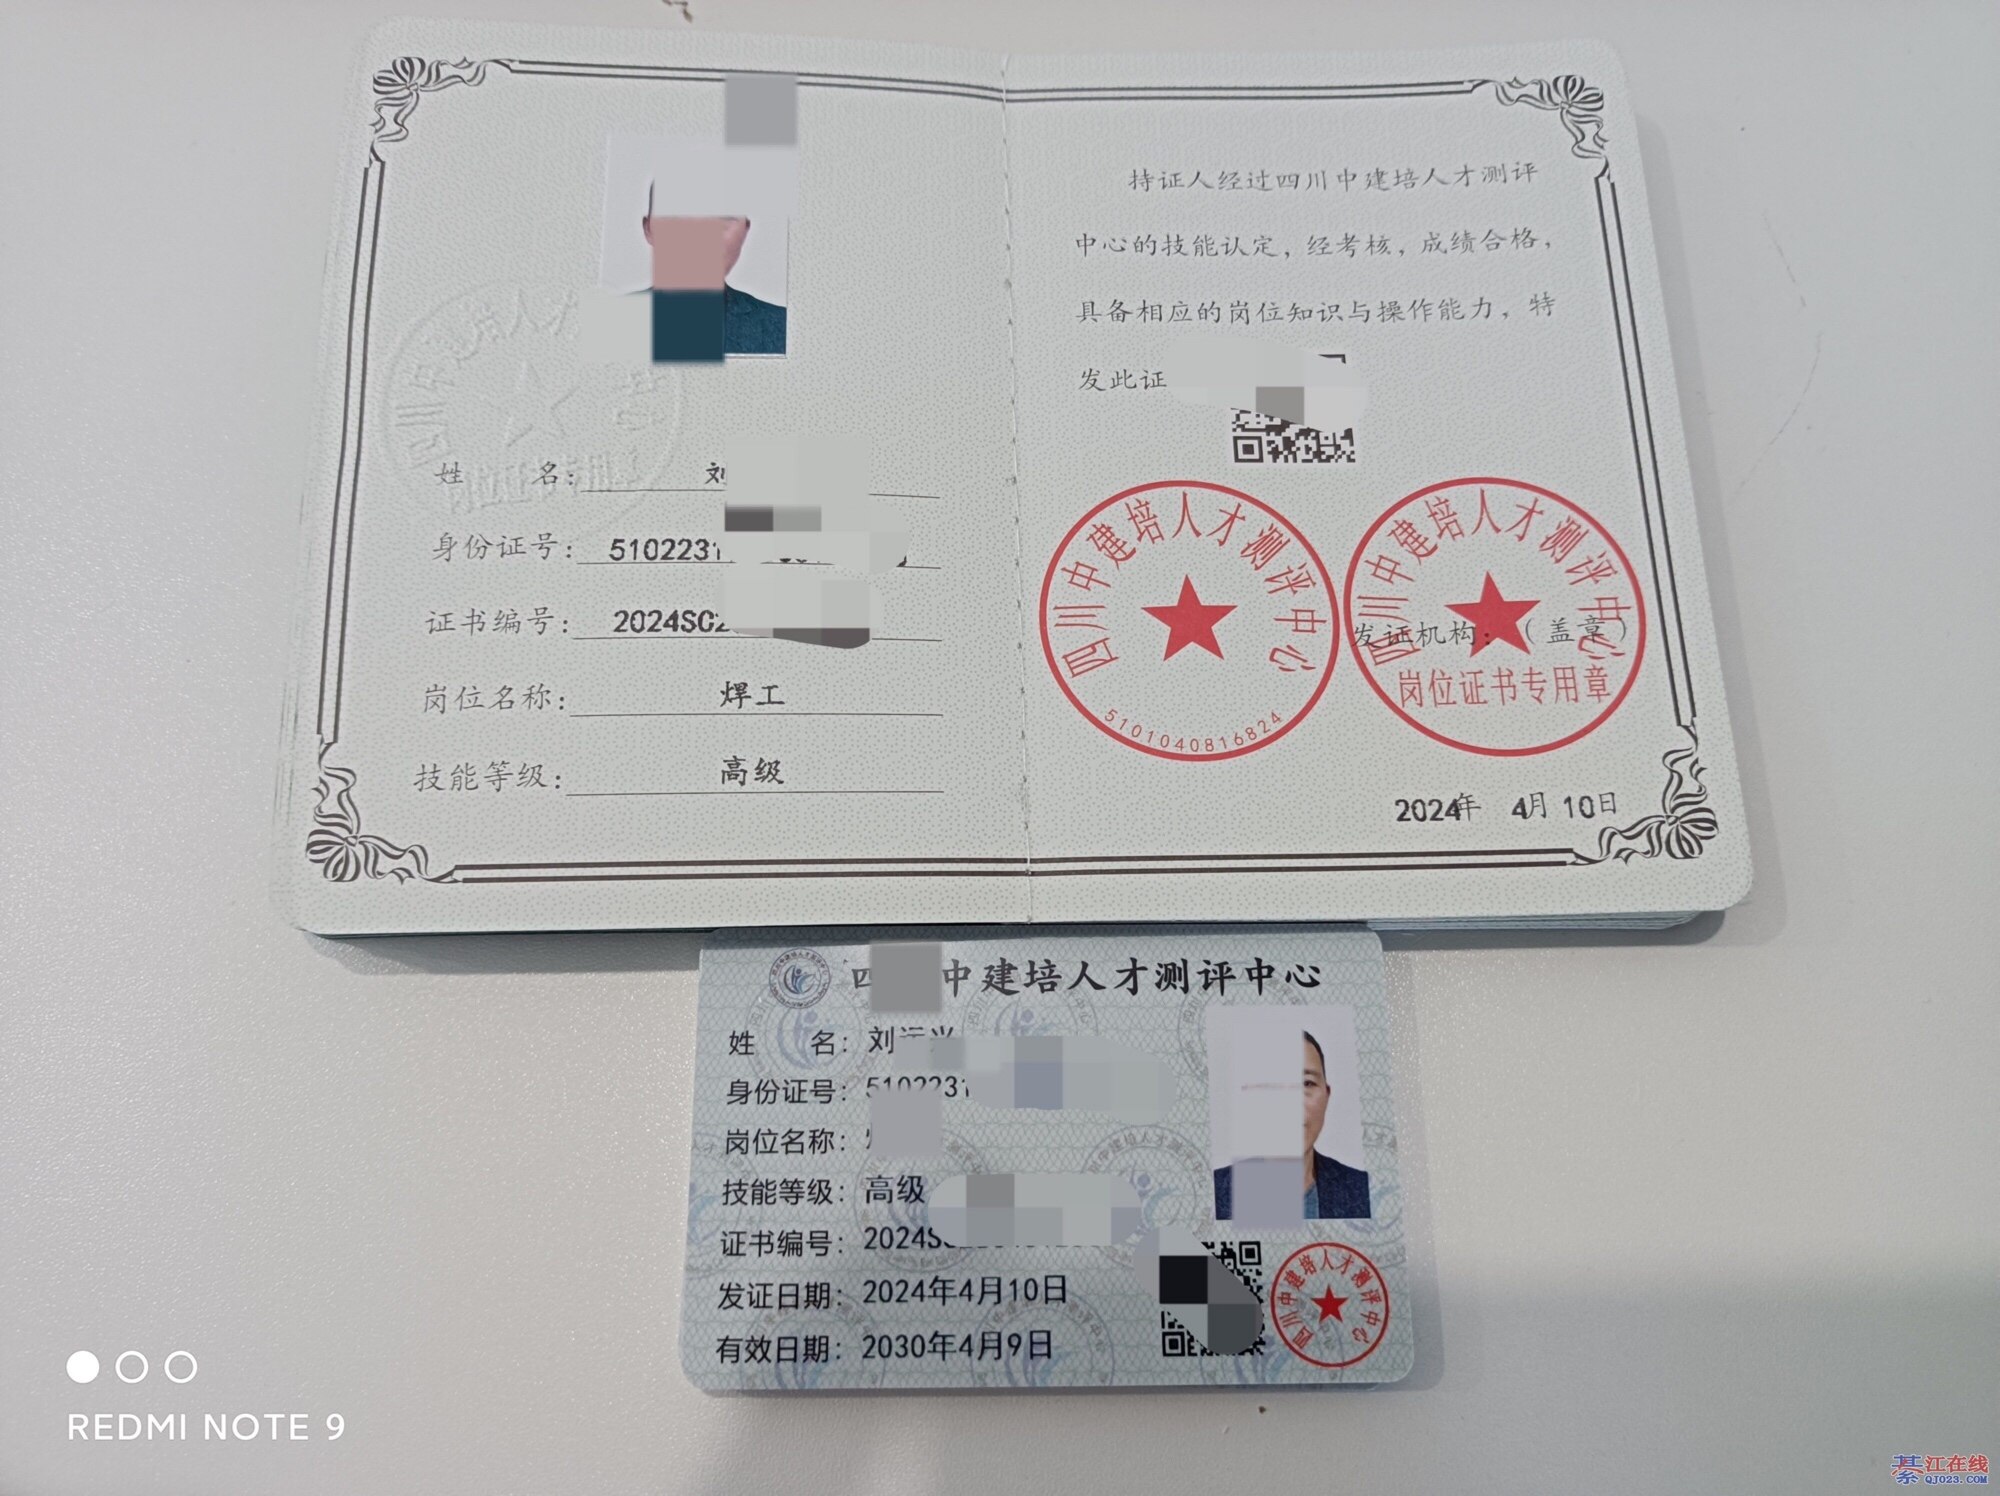 持证人经过四川中建培人才测评
中心的技能认定，经考核，成绩合格，
具备相应的岗位知识与操作能力，特
发此证
姓 名：刘
身份证号：5102231
证书编号：2024SC2
岗位名称：焊工
技能等级：高级
四川中建培人才测评中心
5101040816824
四川中建培人才测评中心
岗位证书专用章
发证机构：（盖章）
2024年 4月 10日
中建培人才测评中心
姓 名：刘
身份证号：5102231
岗位名称：
技能等级：高级
证书编号：2024S
发证日期：2024年4月10日
有效日期：2030年4月9日
四川中建培人才测评中心
REDMI NOTE 9
綦江在线
QJ023.COM